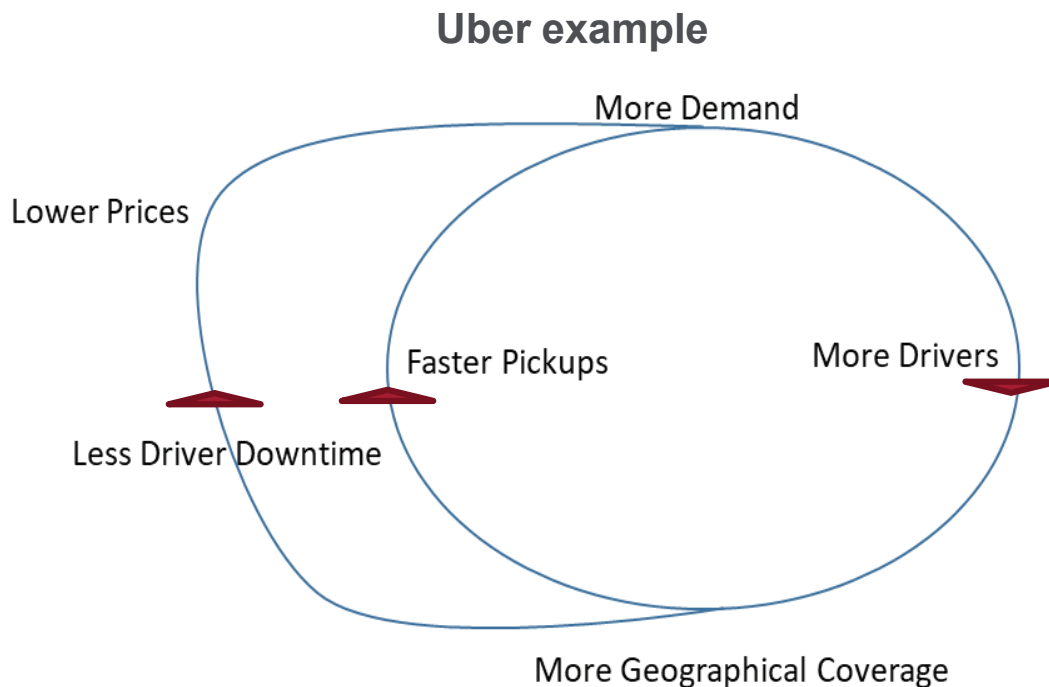 Uber example
More Demand
Lower Prices
Faster Pickups
More Drivers
Less Driver Downtime
More Geographical Coverage